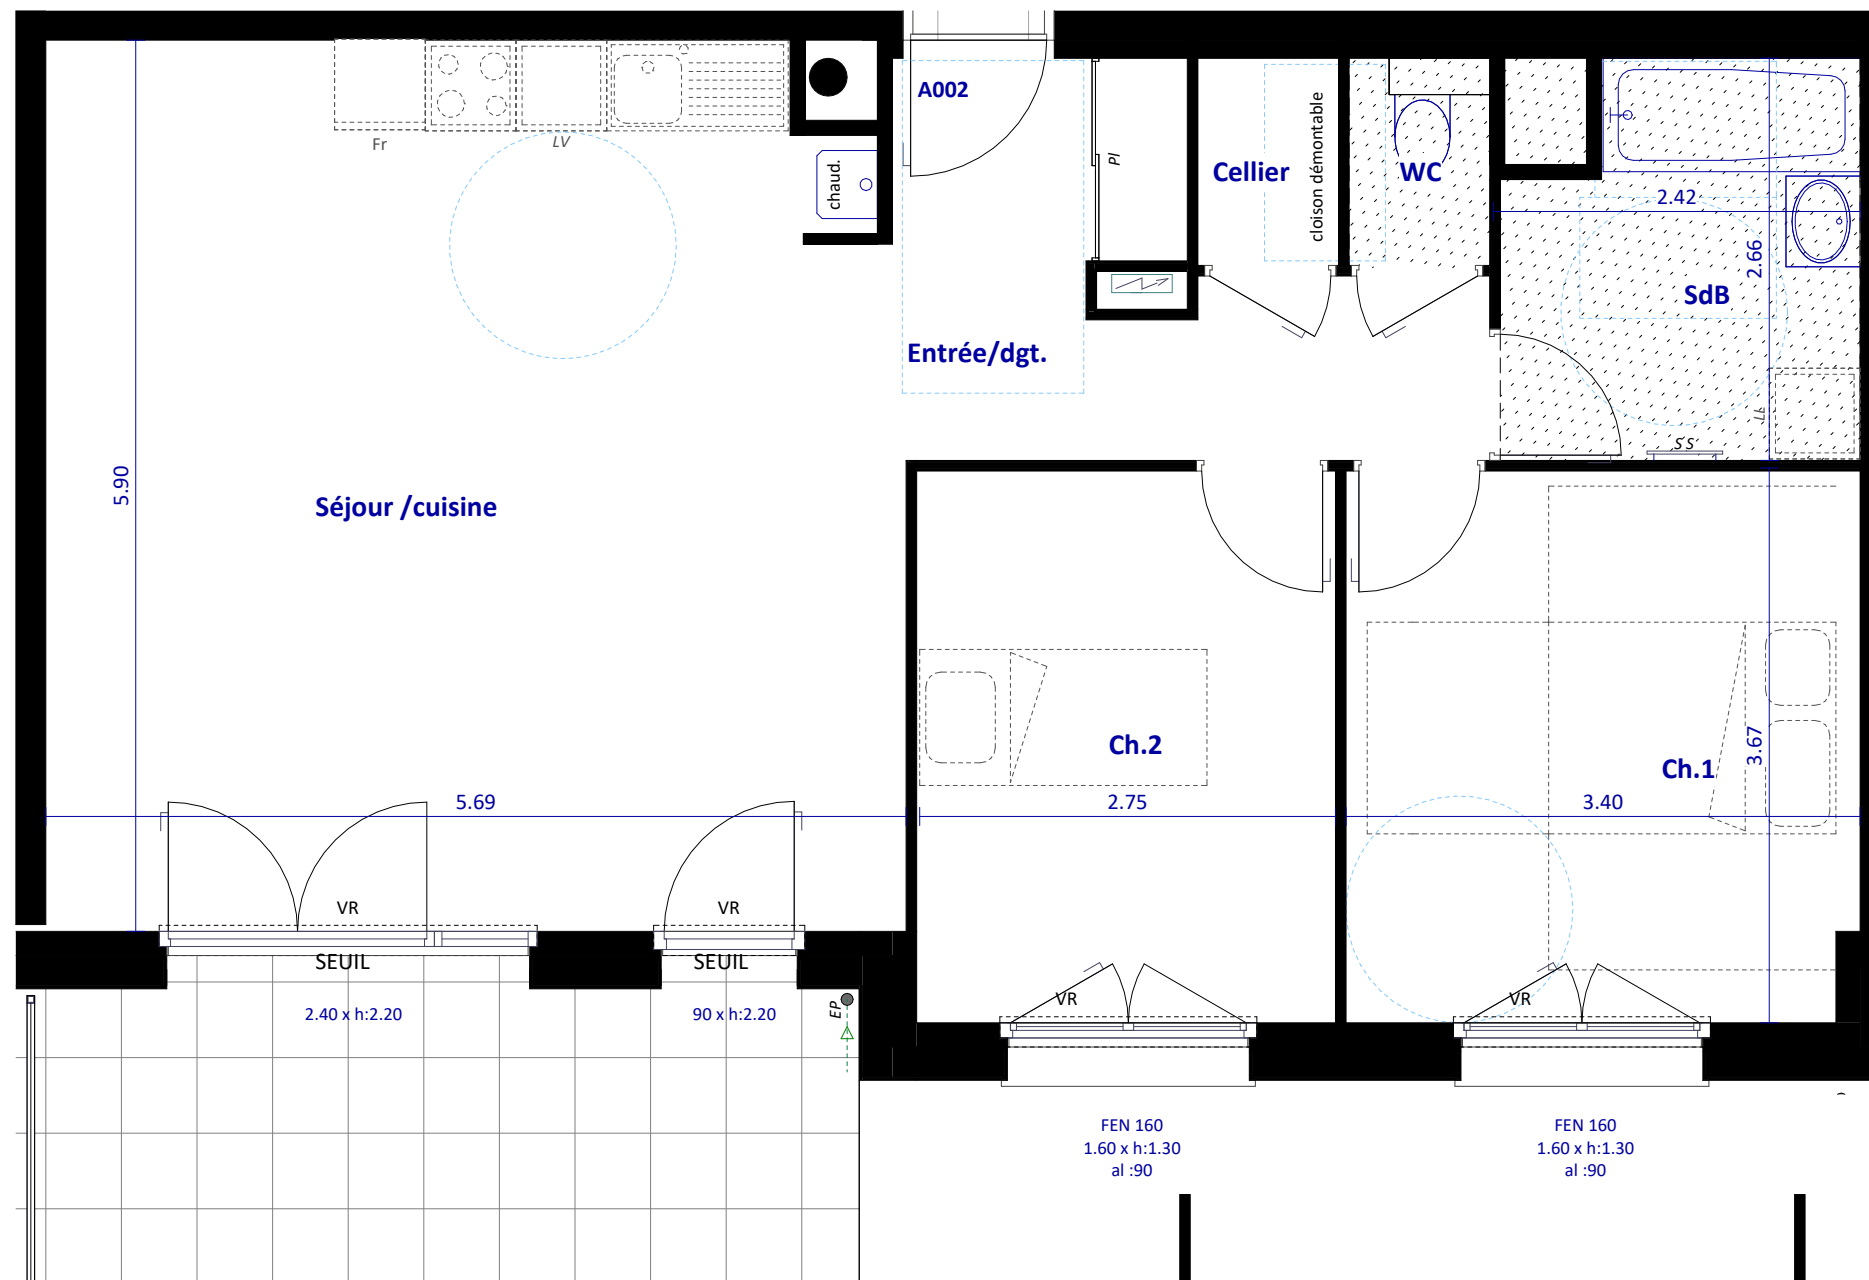 A002
Fr
LV
chaud.
Pl
Cellier
cloison démontable
WC
2.42
2.66
SdB
Entrée/dgt.
LL
SS
5.90
Séjour /cuisine
Ch.2
Ch.1
3.67
5.69
2.75
3.40
VR
VR
SEUIL
SEUIL
VR
VR
2.40 x h:2.20
90 x h:2.20
EP
FEN 160
1.60 x h:1.30
al :90
FEN 160
1.60 x h:1.30
al :90